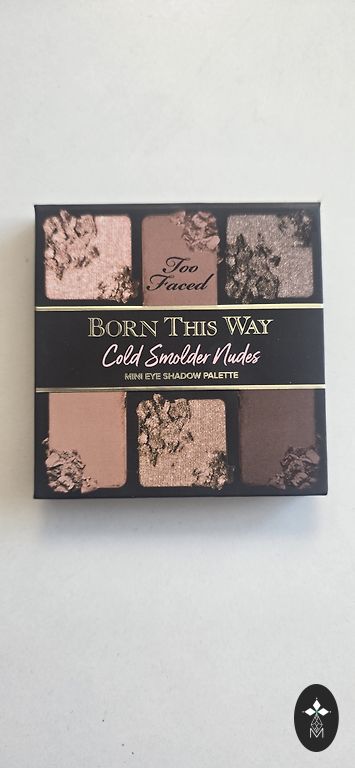 Too
Faced
BORN THIS WAY
Cold Smolder Nudes
MINI EYE SHADOW PALETTE
M